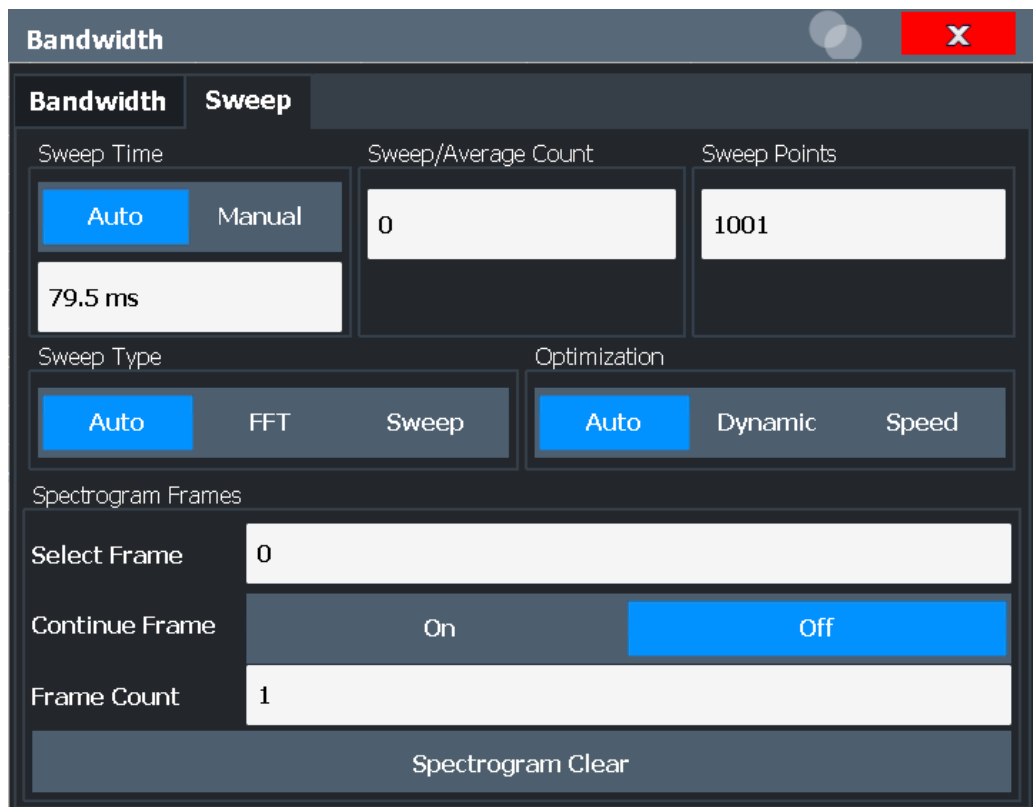 Bandwidth X
Bandwidth Sweep
Sweep Time Sweep/Average Count Sweep Points
Auto Manual 0 1001
79.5 ms
Sweep Type Optimization
Auto FFT Sweep Auto Dynamic Speed
Spectrogram Frames
Select Frame 0
Continue Frame On Off
Frame Count 1
Spectrogram Clear